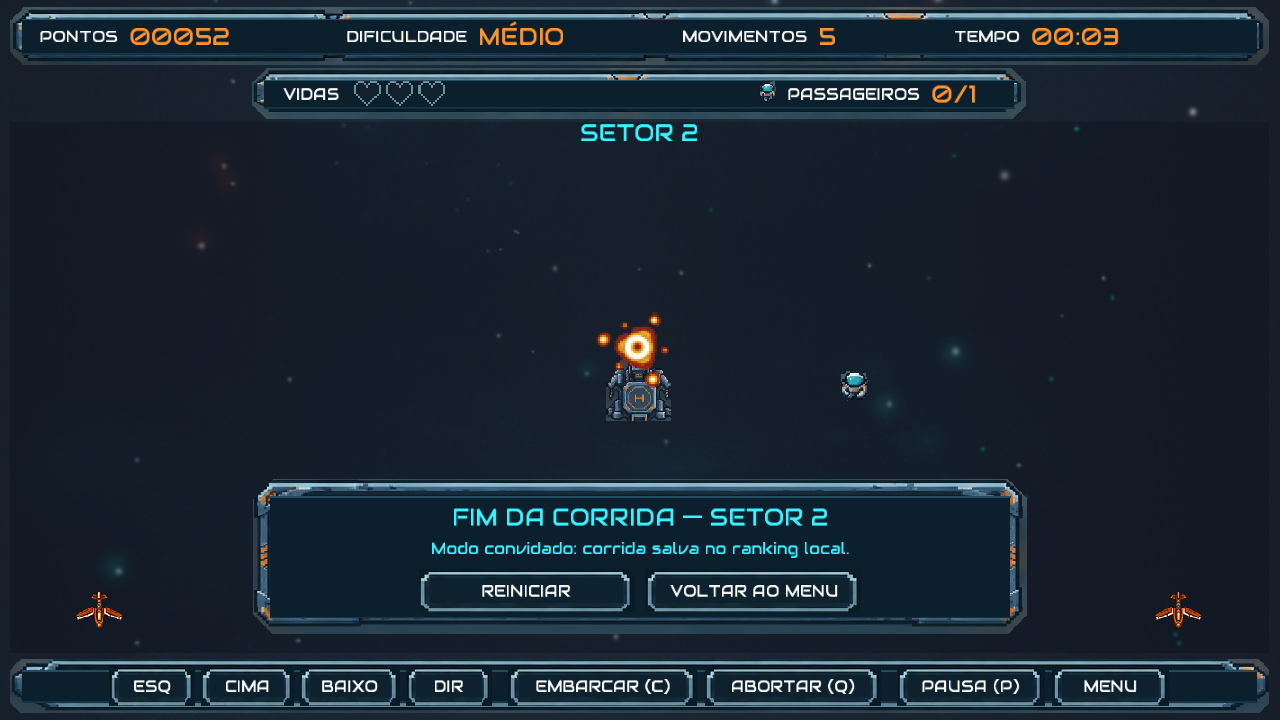 PONTOS 00052 DIFICULDADE MÉDIO MOVIMENTOS 5 TEMPO 00:03
VIDAS PASSAGEIROS 0/1
SETOR 2
H
FIM DA CORRIDA — SETOR 2
Modo convidado: corrida salva no ranking local.
REINICIAR VOLTAR AO MENU
ESQ CIMA BAIXO DIR EMBARCAR (C) ABORTAR (Q) PAUSA (P) MENU